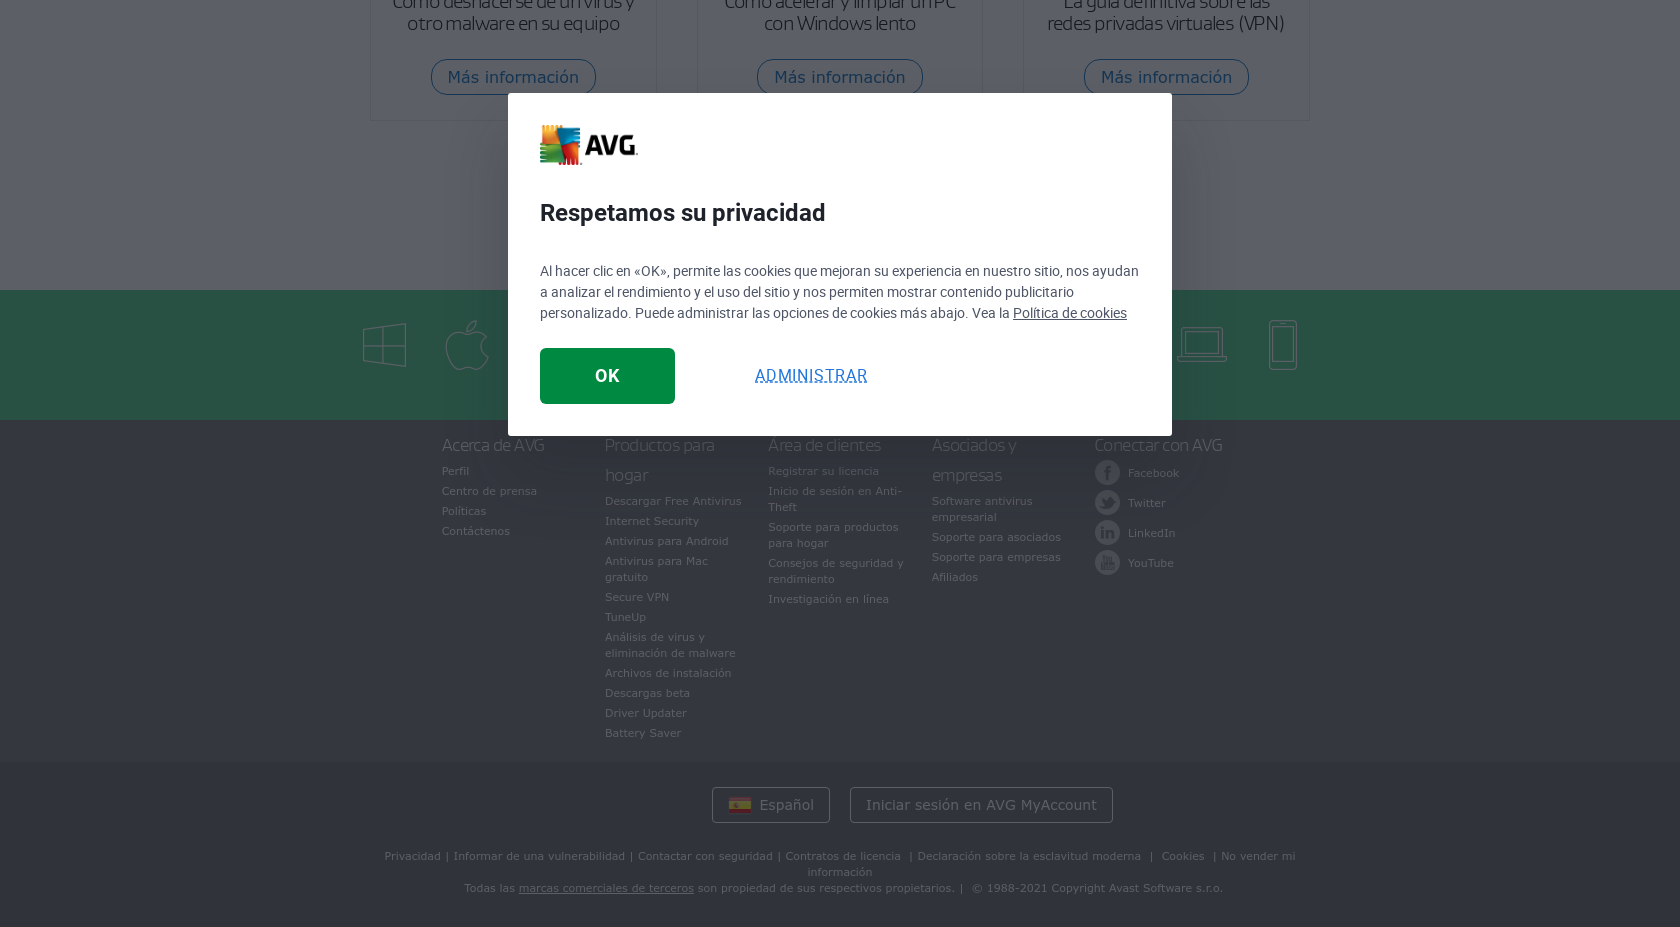 Cómo deshacerse de un virus y
otro malware en su equipo
Más información
Cómo acelerar y limpiar un PC
con Windows lento
Más información
La guía definitiva sobre las
redes privadas virtuales (VPN)
Más información
AVG
Respetamos su privacidad
Al hacer clic en «OK», permite las cookies que mejoran su experiencia en nuestro sitio, nos ayudan
a analizar el rendimiento y el uso del sitio y nos permiten mostrar contenido publicitario
personalizado. Puede administrar las opciones de cookies más abajo. Vea la Política de cookies
OK
ADMINISTRAR
Acerca de AVG
Perfil
Centro de prensa
Políticas
Contáctenos
Productos para
hogar
Descargar Free Antivirus
Internet Security
Antivirus para Android
Antivirus para Mac
gratuito
Secure VPN
TuneUp
Análisis de virus y
eliminación de malware
Archivos de instalación
Descargas beta
Driver Updater
Battery Saver
Área de clientes
Registrar su licencia
Inicio de sesión en Anti-
Theft
Soporte para productos
para hogar
Consejos de seguridad y
rendimiento
Investigación en línea
Asociados y
empresas
Software antivirus
empresarial
Soporte para asociados
Soporte para empresas
Afiliados
Conectar con AVG
Facebook
Twitter
LinkedIn
YouTube
Español
Iniciar sesión en AVG MyAccount
Privacidad | Informar de una vulnerabilidad | Contactar con seguridad | Contratos de licencia | Declaración sobre la esclavitud moderna | Cookies | No vender mi
información
Todas las marcas comerciales de terceros son propiedad de sus respectivos propietarios. | © 1988-2021 Copyright Avast Software s.r.o.